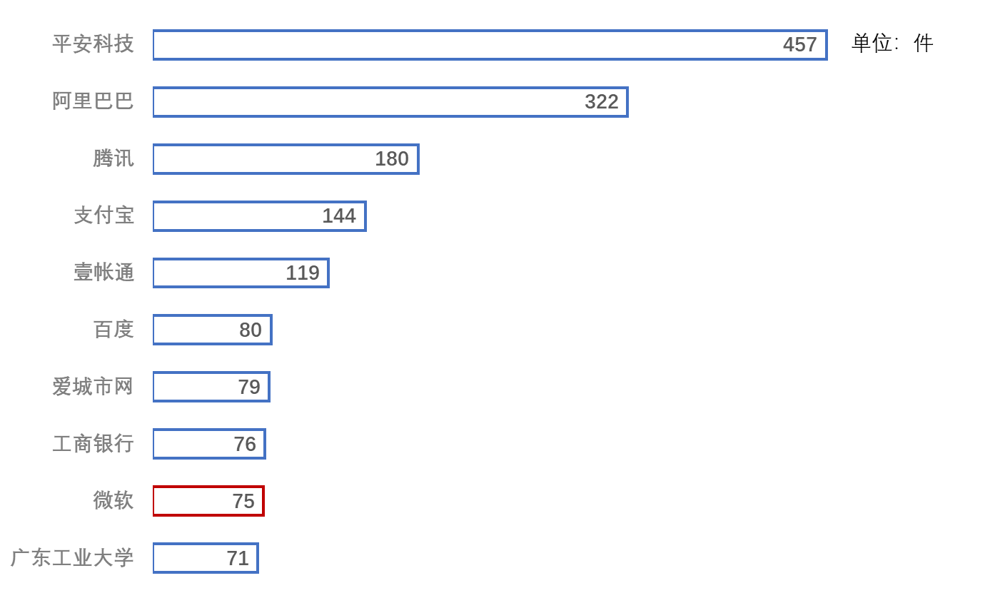 平安科技 457 单位：件
阿里巴巴 322
腾讯 180
支付宝 144
壹帐通 119
百度 80
爱城市网 79
工商银行 76
微软 75
广东工业大学 71